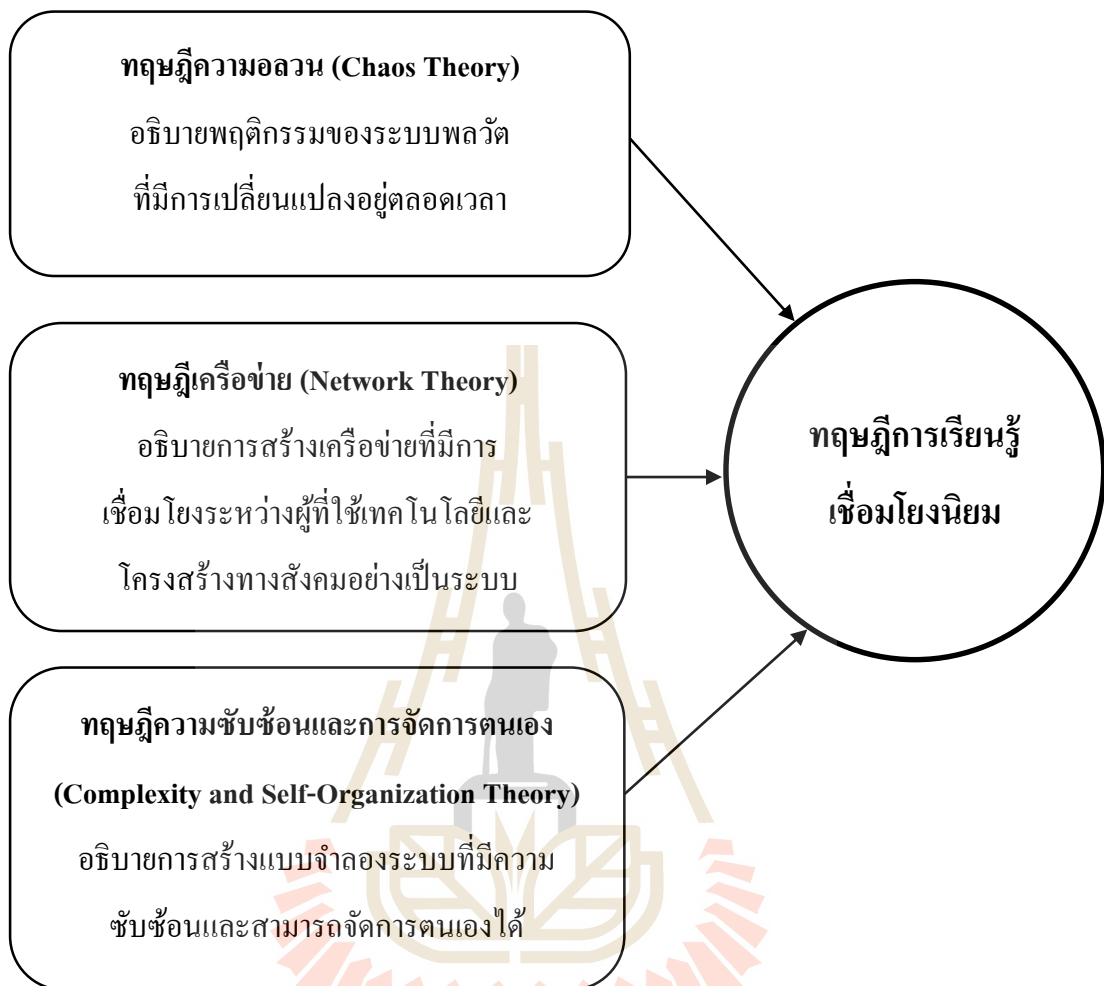 ทฤษฎีความอลวน (Chaos Theory)
อธิบายพฤติกรรมของระบบพลวัต
ที่มีการเปลี่ยนแปลงอยู่ตลอดเวลา
ทฤษฎีเครือข่าย (Network Theory)
อธิบายการสร้างเครือข่ายที่มีการ
เชื่อมโยงระหว่างผู้ที่ใช้เทคโนโลยีและ
โครงสร้างทางสังคมอย่างเป็นระบบ
ทฤษฎีความซับซ้อนและการจัดการตนเอง
(Complexity and Self-Organization Theory)
อธิบายการสร้างแบบจำลองระบบที่มีความ
ซับซ้อนและสามารถจัดการตนเองได้
ทฤษฎีการเรียนรู้
เชื่อมโยงนิยม